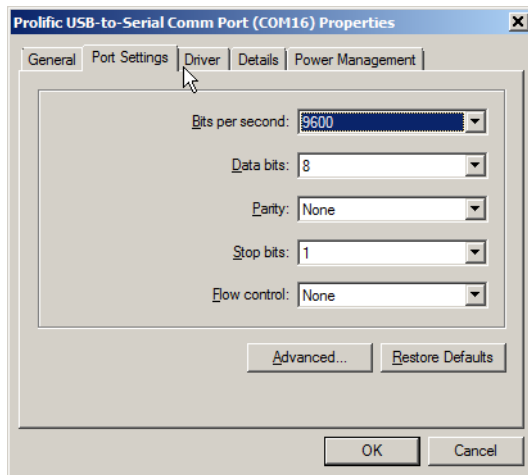 Prolific USB-to-Serial Comm Port (COM16) Properties
General Port Settings Driver Details Power Management
Bits per second: 9600
Data bits: 8
Parity: None
Stop bits: 1
Flow control: None
Advanced... Restore Defaults
OK Cancel